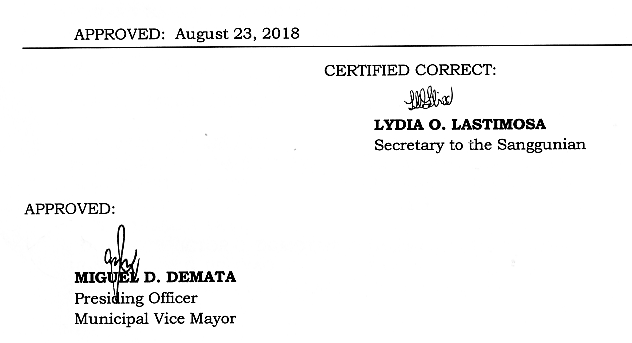 APPROVED: August 23, 2018
CERTIFIED CORRECT:
LYDIA O. LASTIMOSA
Secretary to the Sanggunian
APPROVED:
MIGUEL D. DEMATA
Presiding Officer
Municipal Vice Mayor